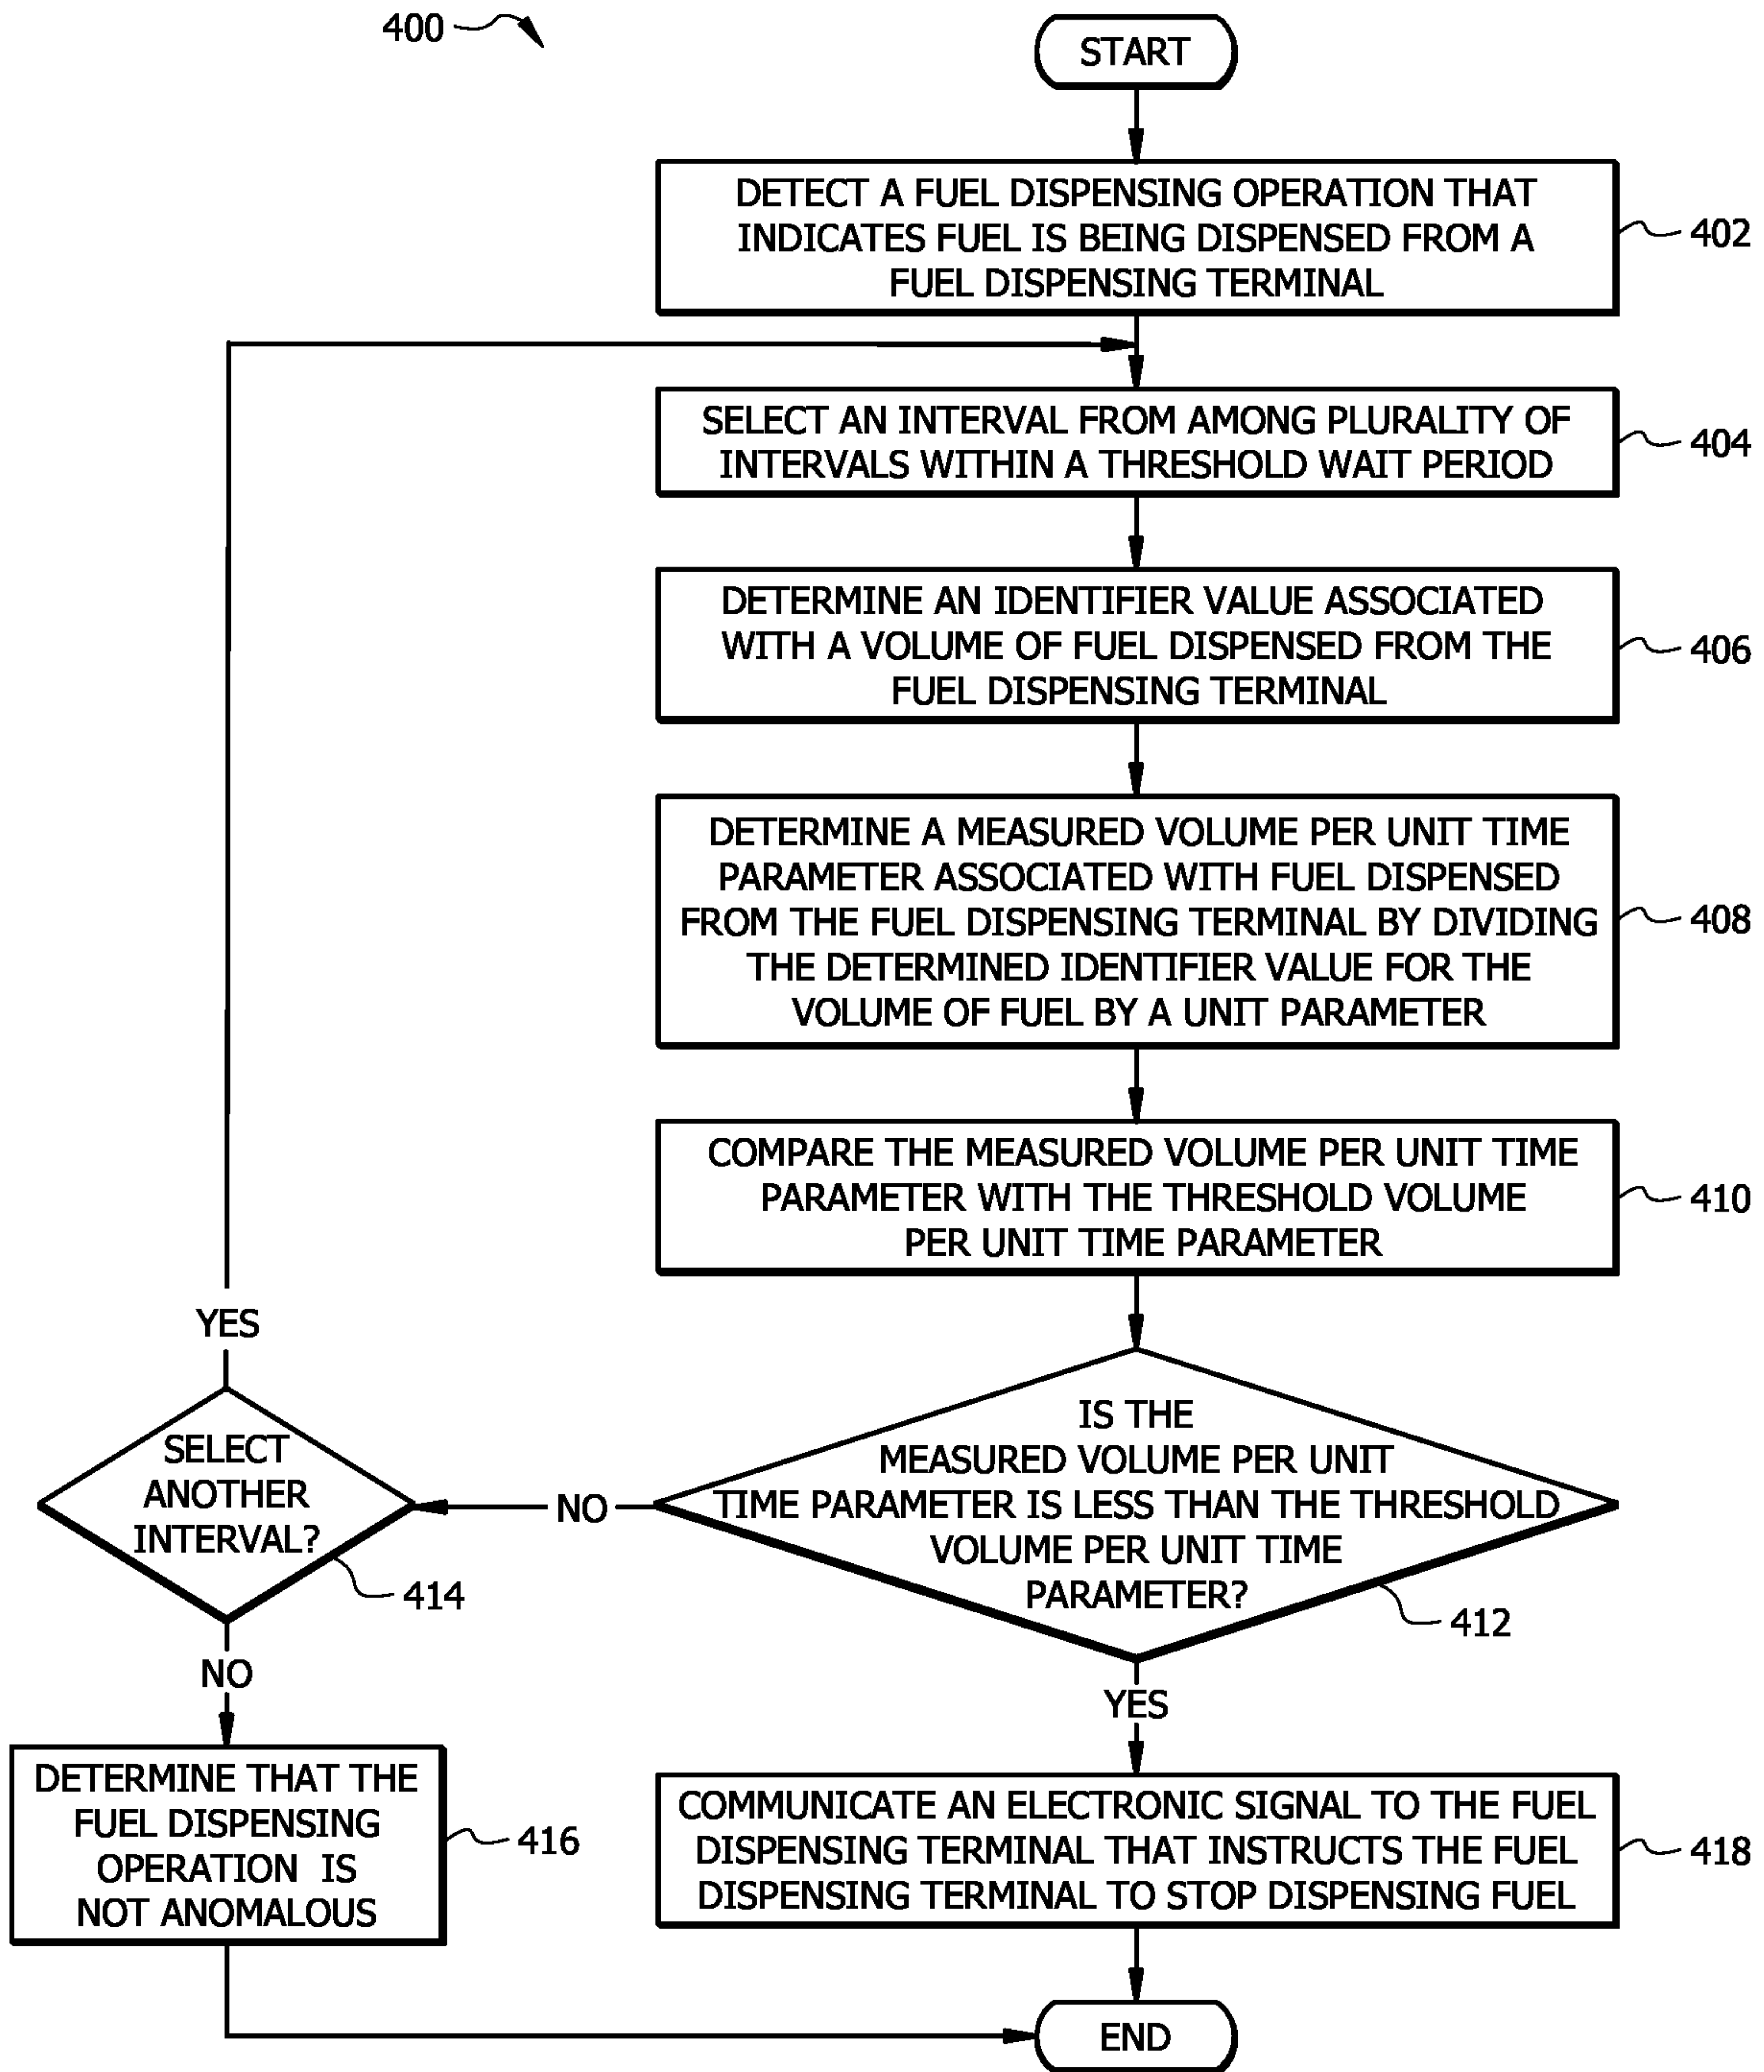 400
START
DETECT A FUEL DISPENSING OPERATION THAT
INDICATES FUEL IS BEING DISPENSED FROM A
FUEL DISPENSING TERMINAL
402
SELECT AN INTERVAL FROM AMONG PLURALITY OF
INTERVALS WITHIN A THRESHOLD WAIT PERIOD
404
DETERMINE AN IDENTIFIER VALUE ASSOCIATED
WITH A VOLUME OF FUEL DISPENSED FROM THE
FUEL DISPENSING TERMINAL
406
DETERMINE A MEASURED VOLUME PER UNIT TIME
PARAMETER ASSOCIATED WITH FUEL DISPENSED
FROM THE FUEL DISPENSING TERMINAL BY DIVIDING
THE DETERMINED IDENTIFIER VALUE FOR THE
VOLUME OF FUEL BY A UNIT PARAMETER
408
COMPARE THE MEASURED VOLUME PER UNIT TIME
PARAMETER WITH THE THRESHOLD VOLUME
PER UNIT TIME PARAMETER
410
IS THE
MEASURED VOLUME PER UNIT
TIME PARAMETER IS LESS THAN THE THRESHOLD
VOLUME PER UNIT TIME
PARAMETER?
412
NO
YES
SELECT
ANOTHER
INTERVAL?
414
YES
NO
DETERMINE THAT THE
FUEL DISPENSING
OPERATION IS
NOT ANOMALOUS
416
COMMUNICATE AN ELECTRONIC SIGNAL TO THE FUEL
DISPENSING TERMINAL THAT INSTRUCTS THE FUEL
DISPENSING TERMINAL TO STOP DISPENSING FUEL
418
END